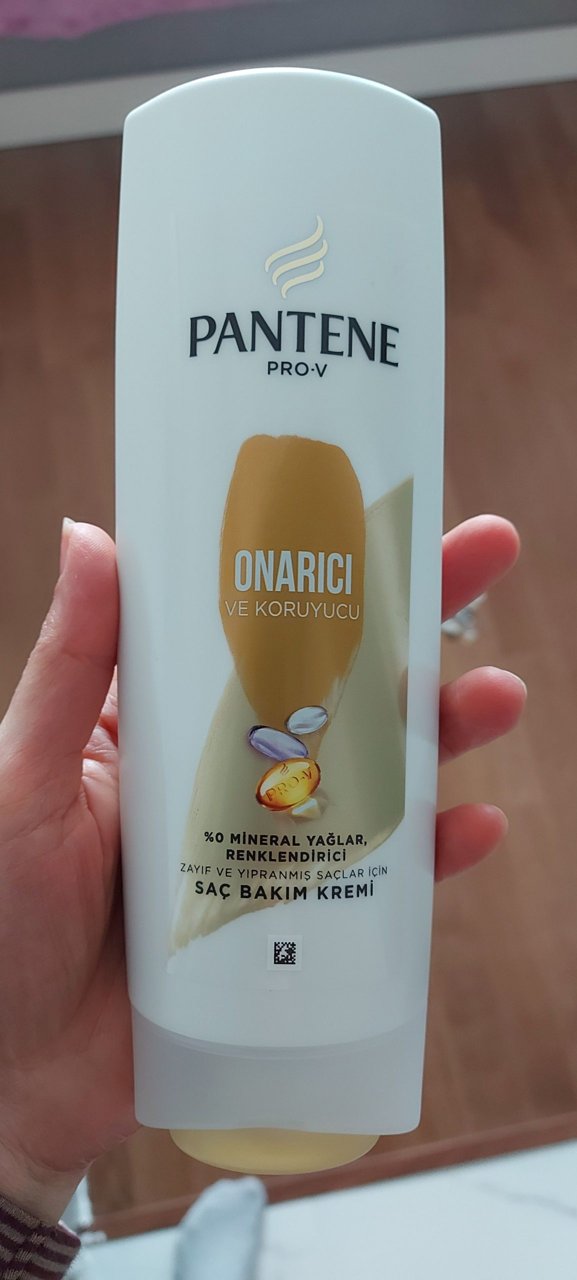 PANTENE
PRO-V
ONARICI
VE KORUYUCU
PRO-V
%0 MİNERAL YAĞLAR,
RENKLENDİRİCİ
ZAYIF VE YIPRANMIŞ SAÇLAR İÇİN
SAÇ BAKIM KREMİ